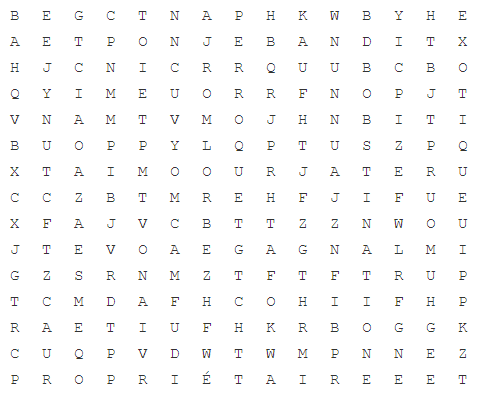 B E G C T N A P H K W B Y H E
A E T P O N J E B A N D I T X
H J C N I C R R Q U U B C B O
Q Y I M E U O R R F N O P J T
V N A M T V M O J H N B I T I
B U O P P Y L Q P T U S Z P Q
X T A I M O O U R J A T E R U
C C Z B T M R E H F J I F U E
X F A J V C B T T Z Z N W O U
J T E V O A E G A G N A L M I
G Z S R N M Z T F T F T R U P
T C M D A F H C O H I I F H P
R A E T I U F H K R B O G G K
C U Q P V D W T W M P N N E Z
P R O P R I É T A I R E E E T